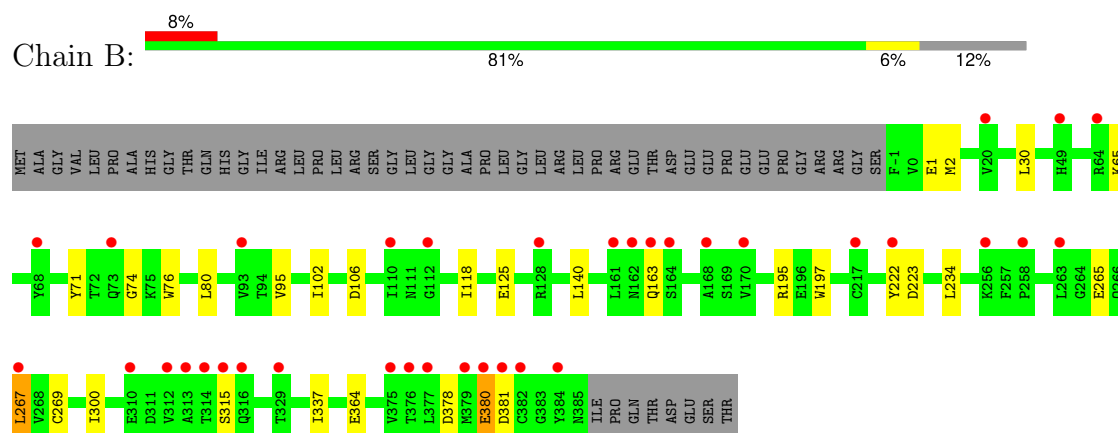 8%
Chain B:
81% 6% 12%
MET ALA GLY VAL LEU PRO ALA HIS GLY THR GLN HIS GLY ILE ARG LEU PRO LEU ARG SER GLY LEU GLY GLY ALA PRO LEU GLY LEU ARG LEU PRO ARG GLU THR ASP GLU GLU PRO GLU GLU PRO GLY ARG ARG GLY SER F-1 V0 E1 M2 V20 L30 H49 R64 K65
Y68 Y71 T72 Q73 G74 K75 W76 L80 V93 T94 V95 I102 D106 I110 N111 G112 I118 E125 R128 L140 L161 N162 Q163 S164 A168 S169 V170 R195 E196 W197 C217 Y222 D223 L234 K256 F257 P258 L263 G264 E265 Q266
L267 V268 C269 I300 E310 D311 V312 A313 T314 S315 Q316 T329 I337 E364 V375 T376 L377 D378 M379 E380 D381 C382 G383 Y384 N385 ILE PRO GLN THR ASP GLU SER THR